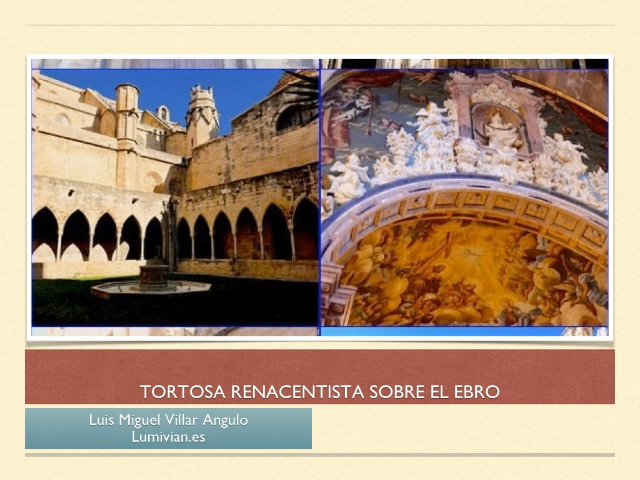 TORTOSA RENACENTISTA SOBRE EL EBRO
Luis Miguel Villar Angulo
Lumivian.es